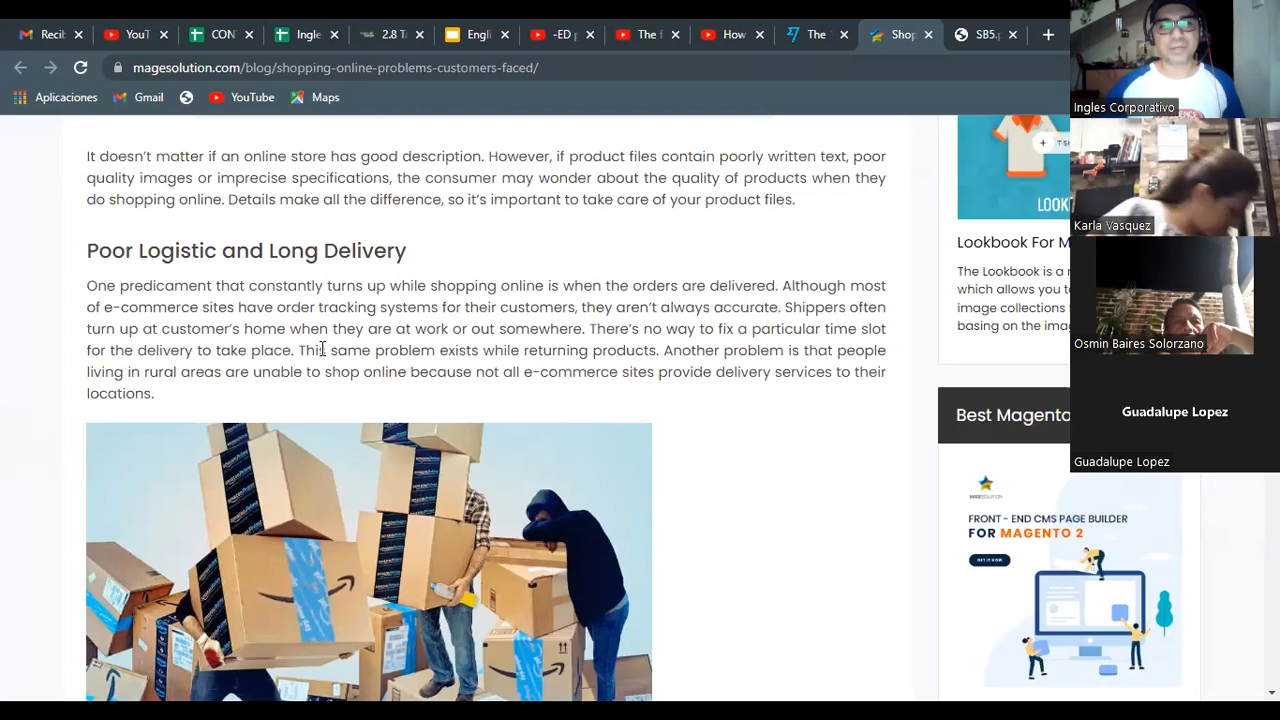 Recib
YouT
CON
Ingle
2.8 Ta
Engli
-ED p
The f
How
The
Shop
SB5.p
magesolution.com/blog/shopping-online-problems-customers-faced/
Aplicaciones
Gmail
YouTube
Maps
It doesn't matter if an online store has good description. However, if product files contain poorly written text, poor
quality images or imprecise specifications, a consumer may wonder about the quality of products when they
do shopping online. Details make all the difference, so it's important to take care of your product files.
Poor Logistic and Long Delivery
One predicament that constantly turns up while shopping online is when the orders are delivered. Although most
of e-commerce sites have order tracking systems for their customers, they aren't always accurate. Shippers often
turn up at customer's home when they are at work or out somewhere. There's no way to fix a particular time slot
for the delivery to take place. This same problem exists while returning products. Another problem is that people
living in rural areas are unable to shop online because not all e-commerce sites provide delivery services to their
locations.
LOOK
Lookbook For M
The Lookbook is a
which allows you t
image collections
basing on the ima
Best Magento
MAGESOLUTION
FRONT - END CMS PAGE BUILDER
FOR MAGENTO 2
GET IT NOW
Ingles Corporativo
Karla Vasquez
Osmin Baires Solorzano
Guadalupe Lopez
Guadalupe Lopez